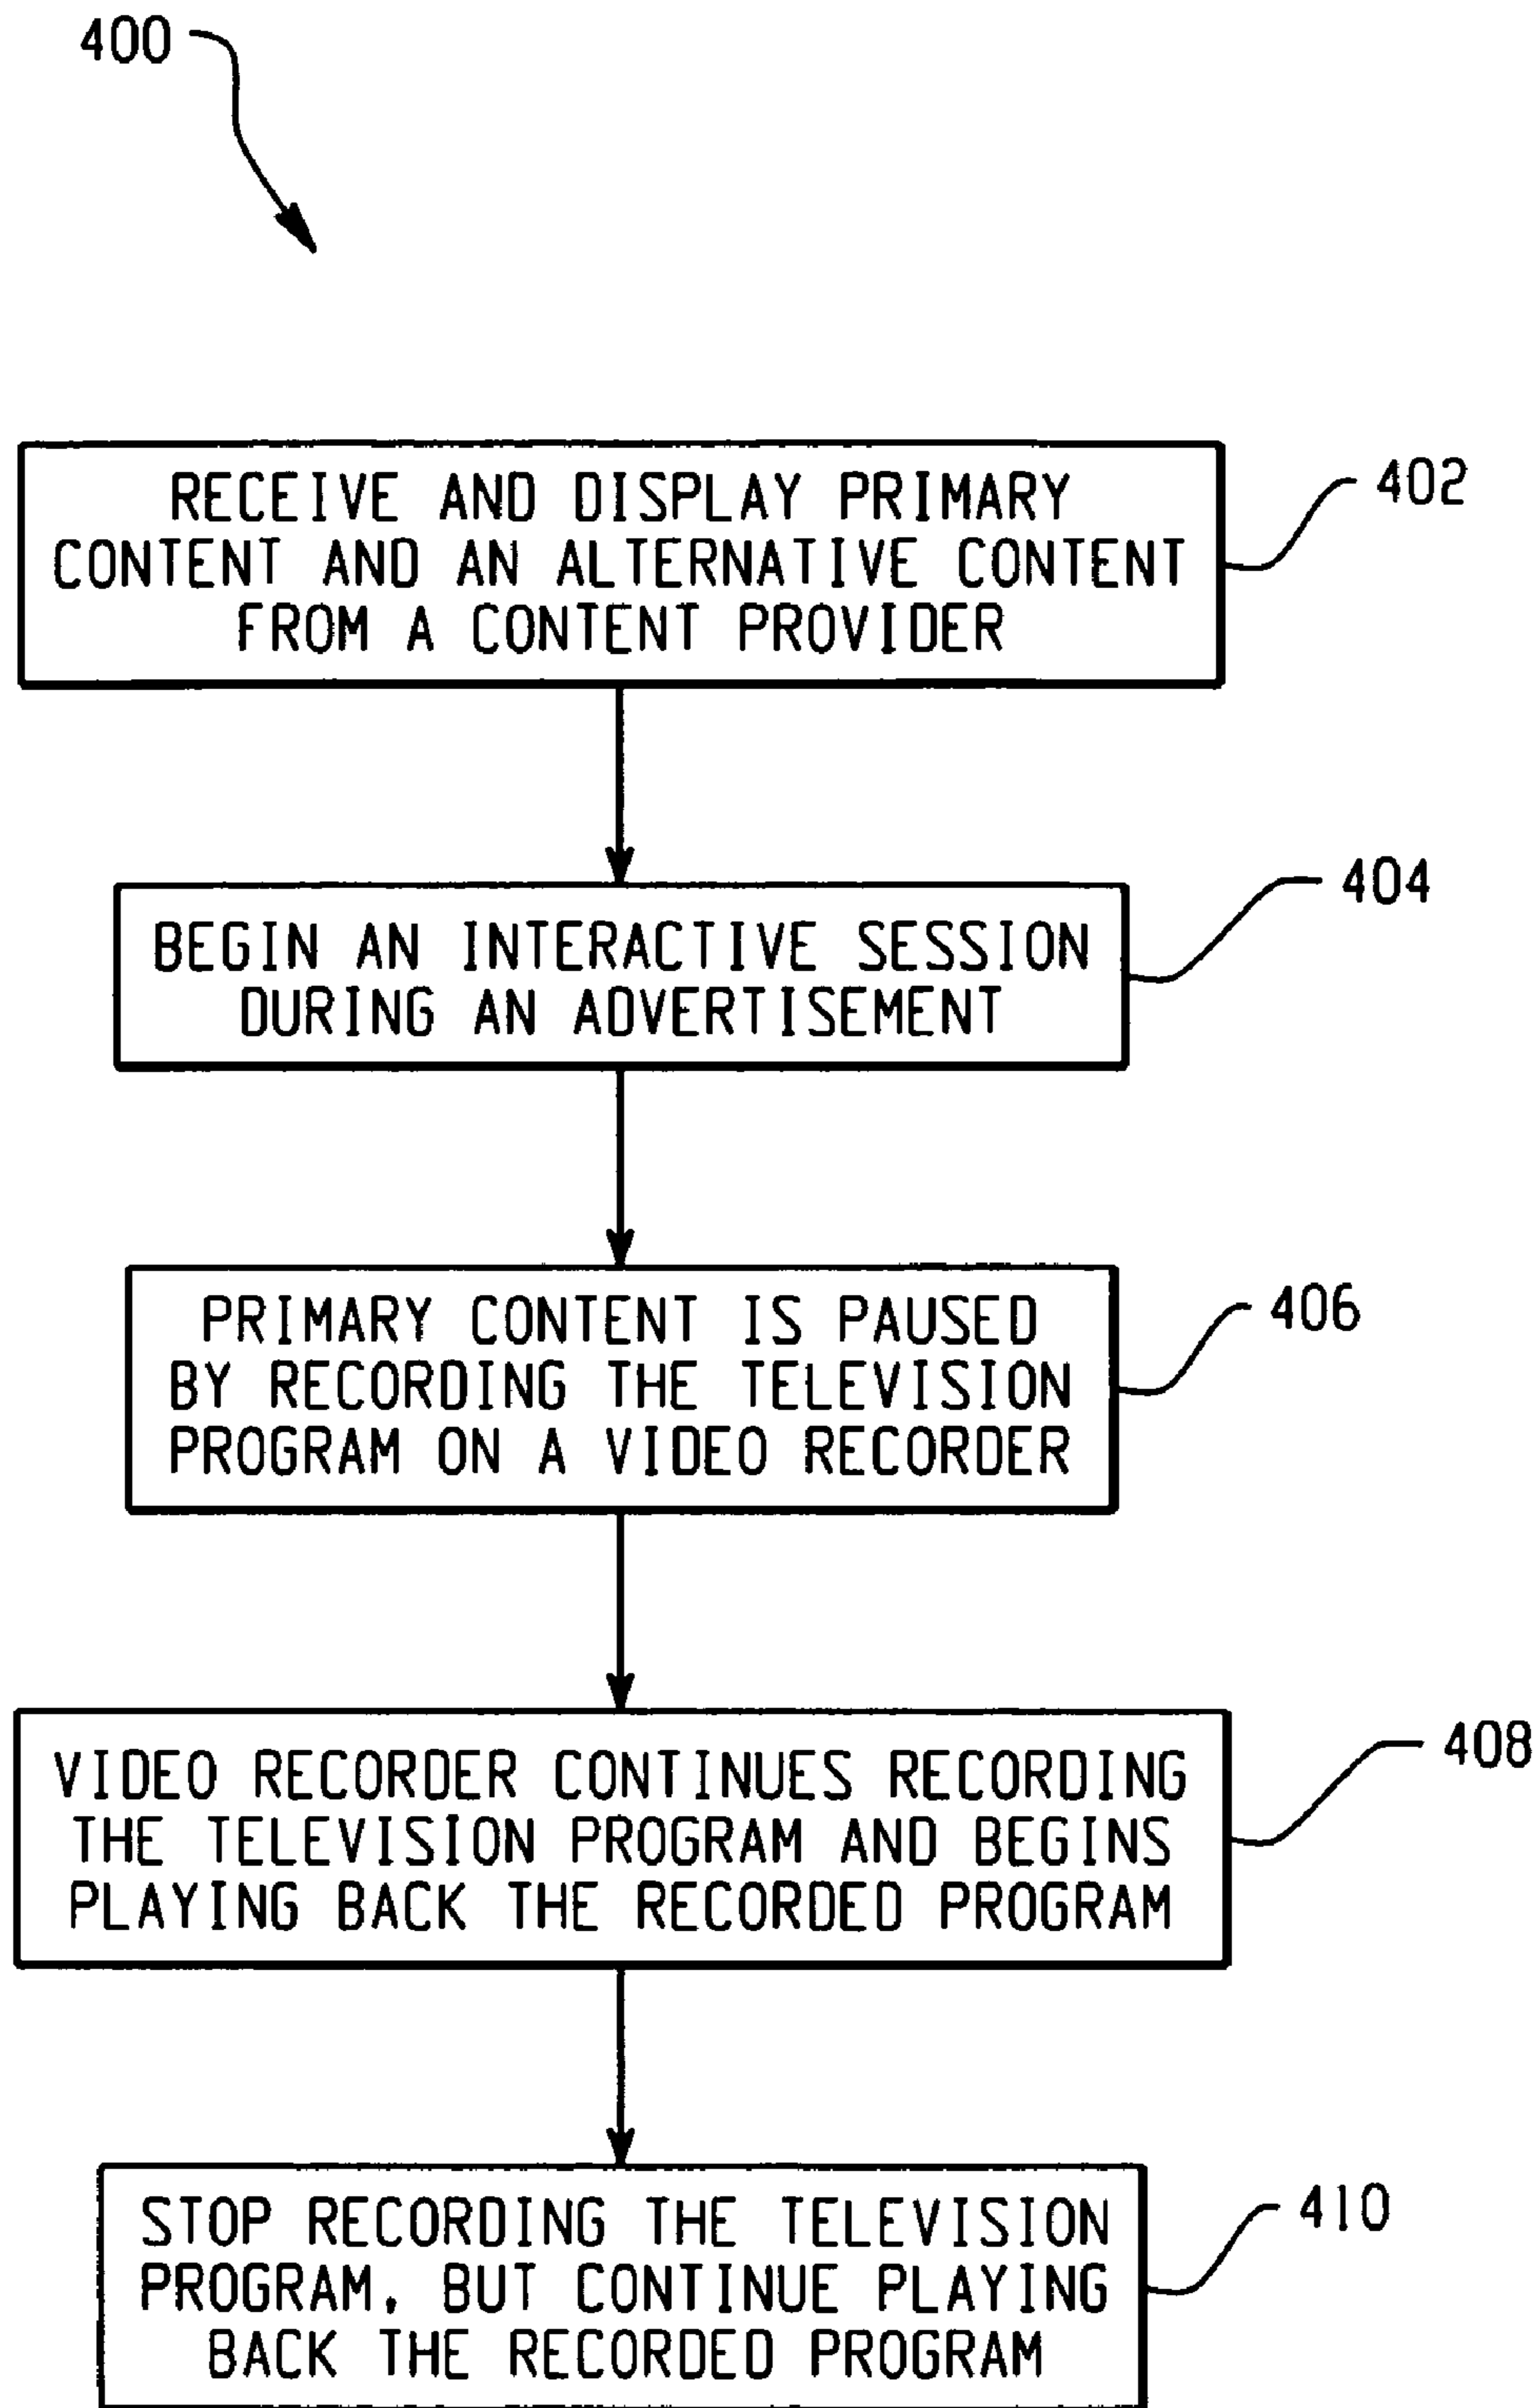 400
RECEIVE AND DISPLAY PRIMARY
CONTENT AND AN ALTERNATIVE CONTENT
FROM A CONTENT PROVIDER
402
BEGIN AN INTERACTIVE SESSION
DURING AN ADVERTISEMENT
404
PRIMARY CONTENT IS PAUSED
BY RECORDING THE TELEVISION
PROGRAM ON A VIDEO RECORDER
406
VIDEO RECORDER CONTINUES RECORDING
THE TELEVISION PROGRAM AND BEGINS
PLAYING BACK THE RECORDED PROGRAM
408
STOP RECORDING THE TELEVISION
PROGRAM, BUT CONTINUE PLAYING
BACK THE RECORDED PROGRAM
410